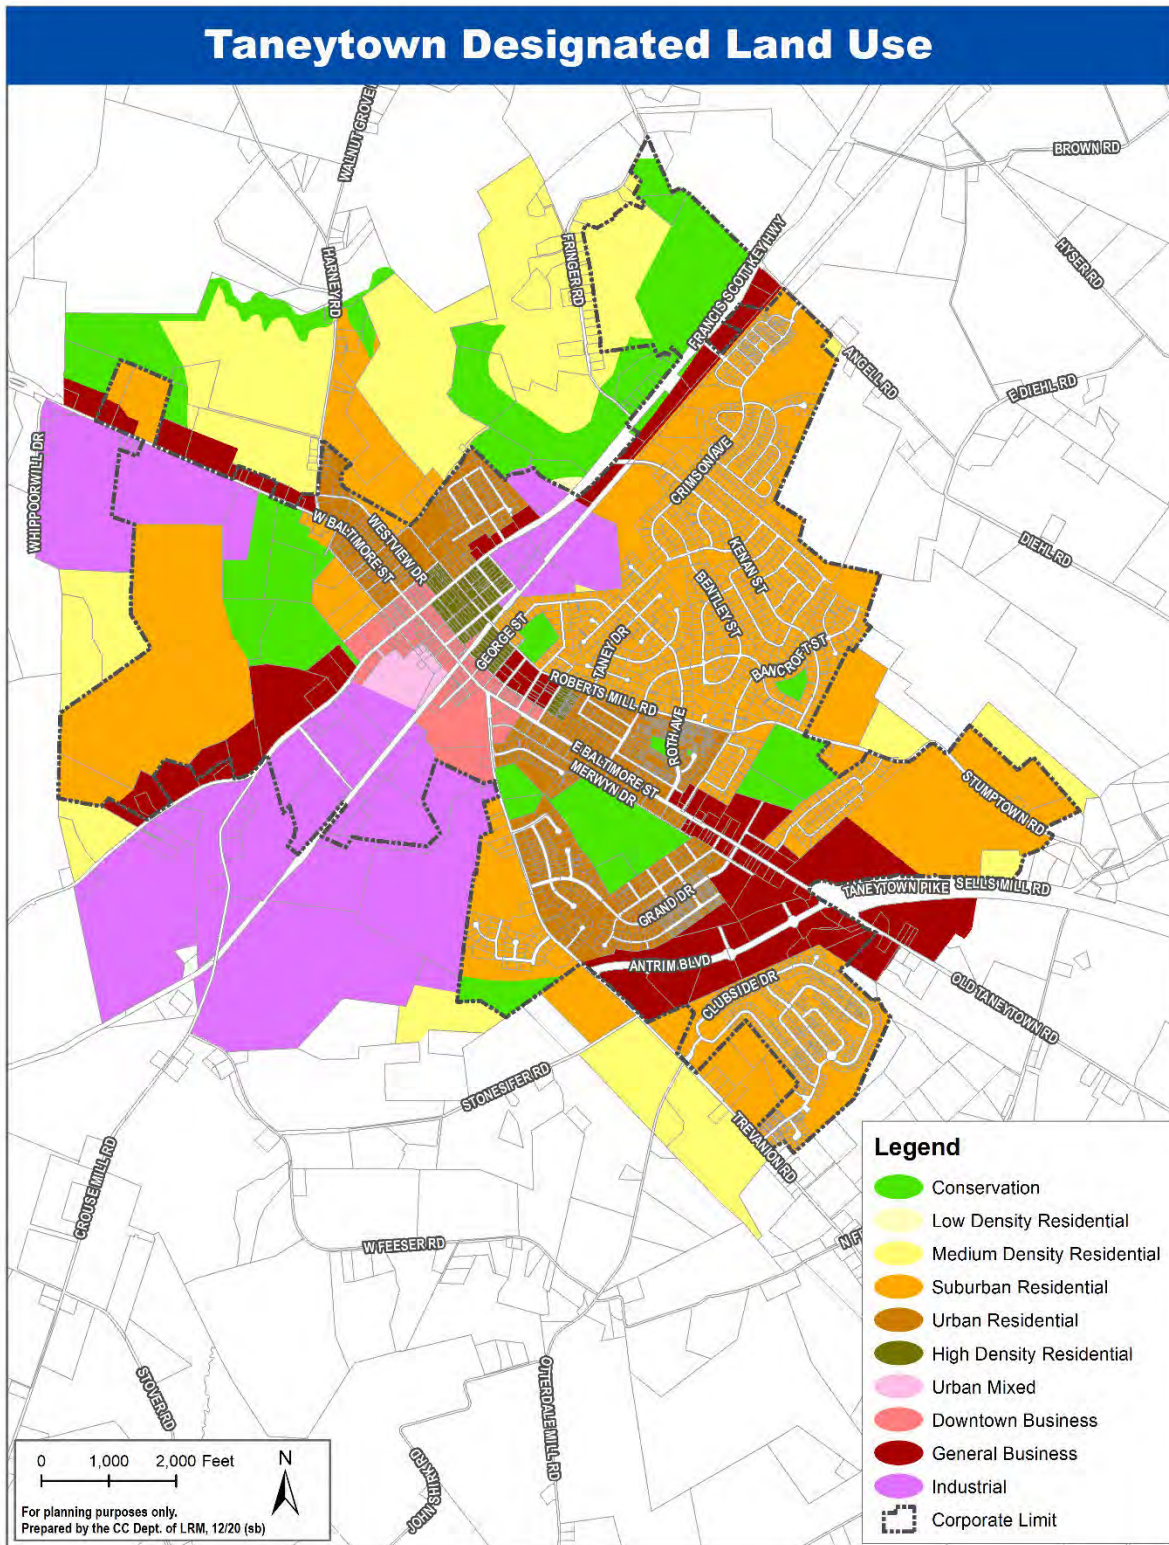 Taneytown Designated Land Use
WALNUT GROVE
BROWN RD
HARNEY RD
FRINGER RD
FRANCIS SCOTT KEY HWY
HYSER RD
ANGELL RD
E DIEHL RD
WHIPPOORWILL DR
CRIMSON AVE
W BALTIMORE ST
WESTVIEW DR
KENAN ST
DIEHL RD
BENTLEY ST
GEORGE ST
TANEY DR
BANCROFT ST
ROBERTS MILL RD
ROTH AVE
E BALTIMORE ST
MERWYN DR
STUMPTOWN RD
GRAND DR
TANEYTOWN PIKE
SELLS MILL RD
ANTRIM BLVD
CLUBSIDE DR
OLD TANEYTOWN RD
STONESIFER RD
TREVANION RD
CROUSE MILL RD
W FEESER RD
STOVER RD
OTTERDALE MILL RD
JOHN SHIRK RD
Legend
Conservation
Low Density Residential
Medium Density Residential
Suburban Residential
Urban Residential
High Density Residential
Urban Mixed
Downtown Business
General Business
Industrial
Corporate Limit
0 1,000 2,000 Feet
N
For planning purposes only.
Prepared by the CC Dept. of LRM, 12/20 (sb)